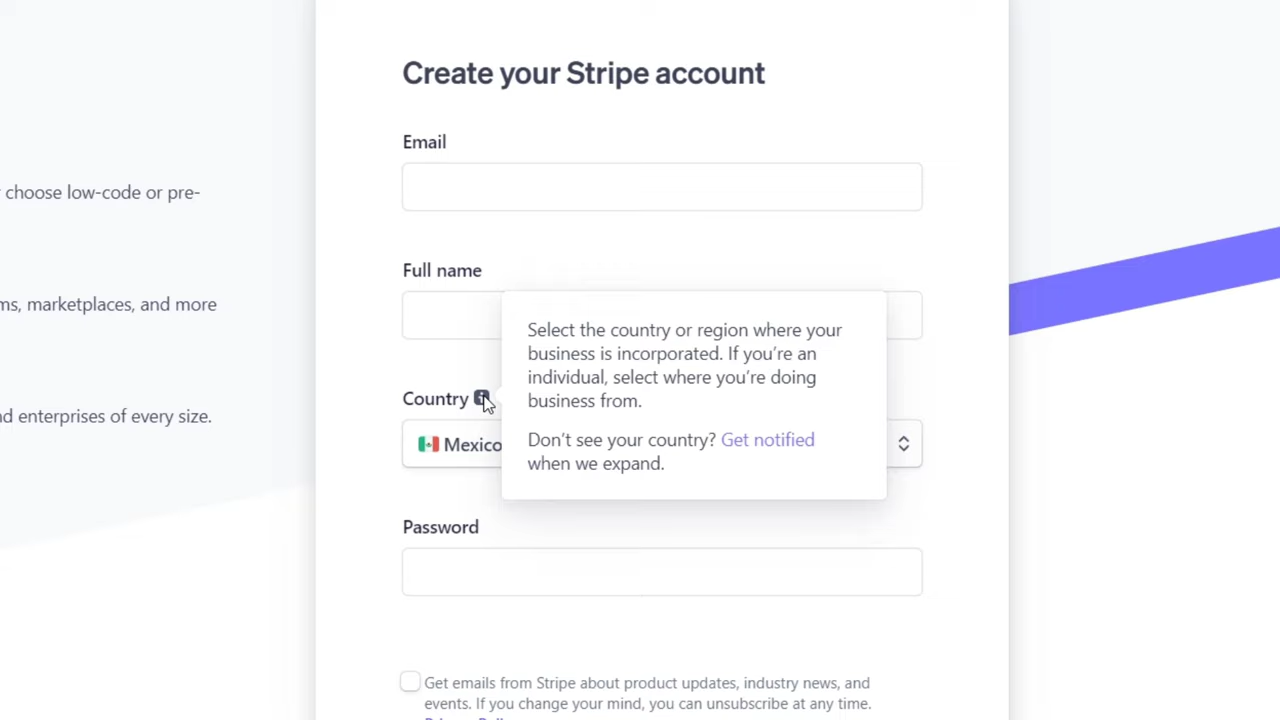 Create your Stripe account
Email
choose low-code or pre-
Full name
ms, marketplaces, and more
Select the country or region where your
business is incorporated. If you're an
individual, select where you're doing
business from.
Don't see your country? Get notified
when we expand.
Country
Mexico
nd enterprises of every size.
Password
Get emails from Stripe about product updates, industry news, and
events. If you change your mind, you can unsubscribe at any time.